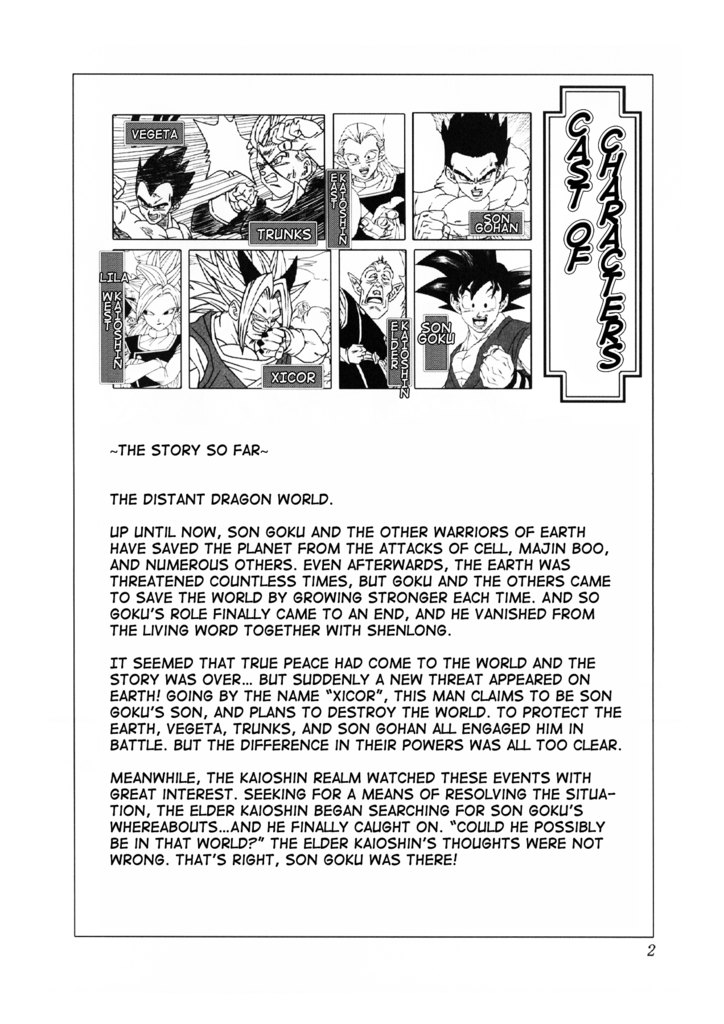 CAST OF
CHARACTERS
VEGETA
TRUNKS
EAST
KAIOSHIN
SON
GOHAN
LILA
WEST
KAIOSHIN
XICOR
ELDER
KAIOSHIN
SON
GOKU
~THE STORY SO FAR~
THE DISTANT DRAGON WORLD.
UP UNTIL NOW, SON GOKU AND THE OTHER WARRIORS OF EARTH
HAVE SAVED THE PLANET FROM THE ATTACKS OF CELL, MAJIN BOO,
AND NUMEROUS OTHERS. EVEN AFTERWARDS, THE EARTH WAS
THREATENED COUNTLESS TIMES, BUT GOKU AND THE OTHERS CAME
TO SAVE THE WORLD BY GROWING STRONGER EACH TIME. AND SO
GOKU'S ROLE FINALLY CAME TO AN END, AND HE VANISHED FROM
THE LIVING WORD TOGETHER WITH SHENLONG.
IT SEEMED THAT TRUE PEACE HAD COME TO THE WORLD AND THE
STORY WAS OVER... BUT SUDDENLY A NEW THREAT APPEARED ON
EARTH! GOING BY THE NAME "XICOR", THIS MAN CLAIMS TO BE SON
GOKU'S SON, AND PLANS TO DESTROY THE WORLD. TO PROTECT THE
EARTH, VEGETA, TRUNKS, AND SON GOHAN ALL ENGAGED HIM IN
BATTLE. BUT THE DIFFERENCE IN THEIR POWERS WAS ALL TOO CLEAR.
MEANWHILE, THE KAIOSHIN REALM WATCHED THESE EVENTS WITH
GREAT INTEREST. SEEKING FOR A MEANS OF RESOLVING THE SITUA-
TION, THE ELDER KAIOSHIN BEGAN SEARCHING FOR SON GOKU'S
WHEREABOUTS...AND HE FINALLY CAUGHT ON. "COULD HE POSSIBLY
BE IN THAT WORLD?" THE ELDER KAIOSHIN'S THOUGHTS WERE NOT
WRONG. THAT'S RIGHT, SON GOKU WAS THERE!
2